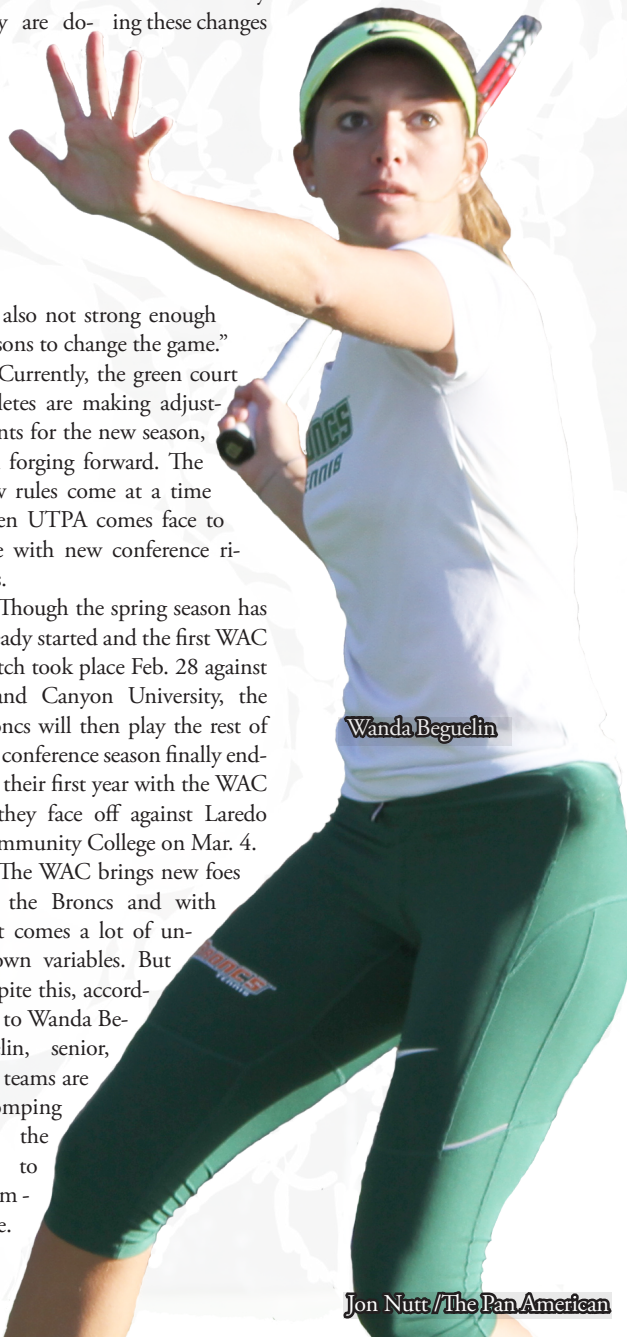 y are do- ing these changes
also not strong enough
sons to change the game.”
Currently, the green court
letes are making adjust-
nts for the new season,
forging forward. The
w rules come at a time
en UTPA comes face to
e with new conference ri-
s.
Though the spring season has
eady started and the first WAC
tch took place Feb. 28 against
and Canyon University, the
oncs will then play the rest of
conference season finally end-
their first year with the WAC
they face off against Laredo
mmunity College on Mar. 4.
The WAC brings new foes
the Broncs and with
t comes a lot of un-
own variables. But
pite this, accord-
to Wanda Be-
lin, senior,
teams are
omping
the
to
m -
e.
ONCS
ENNIS
Wanda Beguelin
RONCS
TENNIS
Jon Nutt /The Pan American